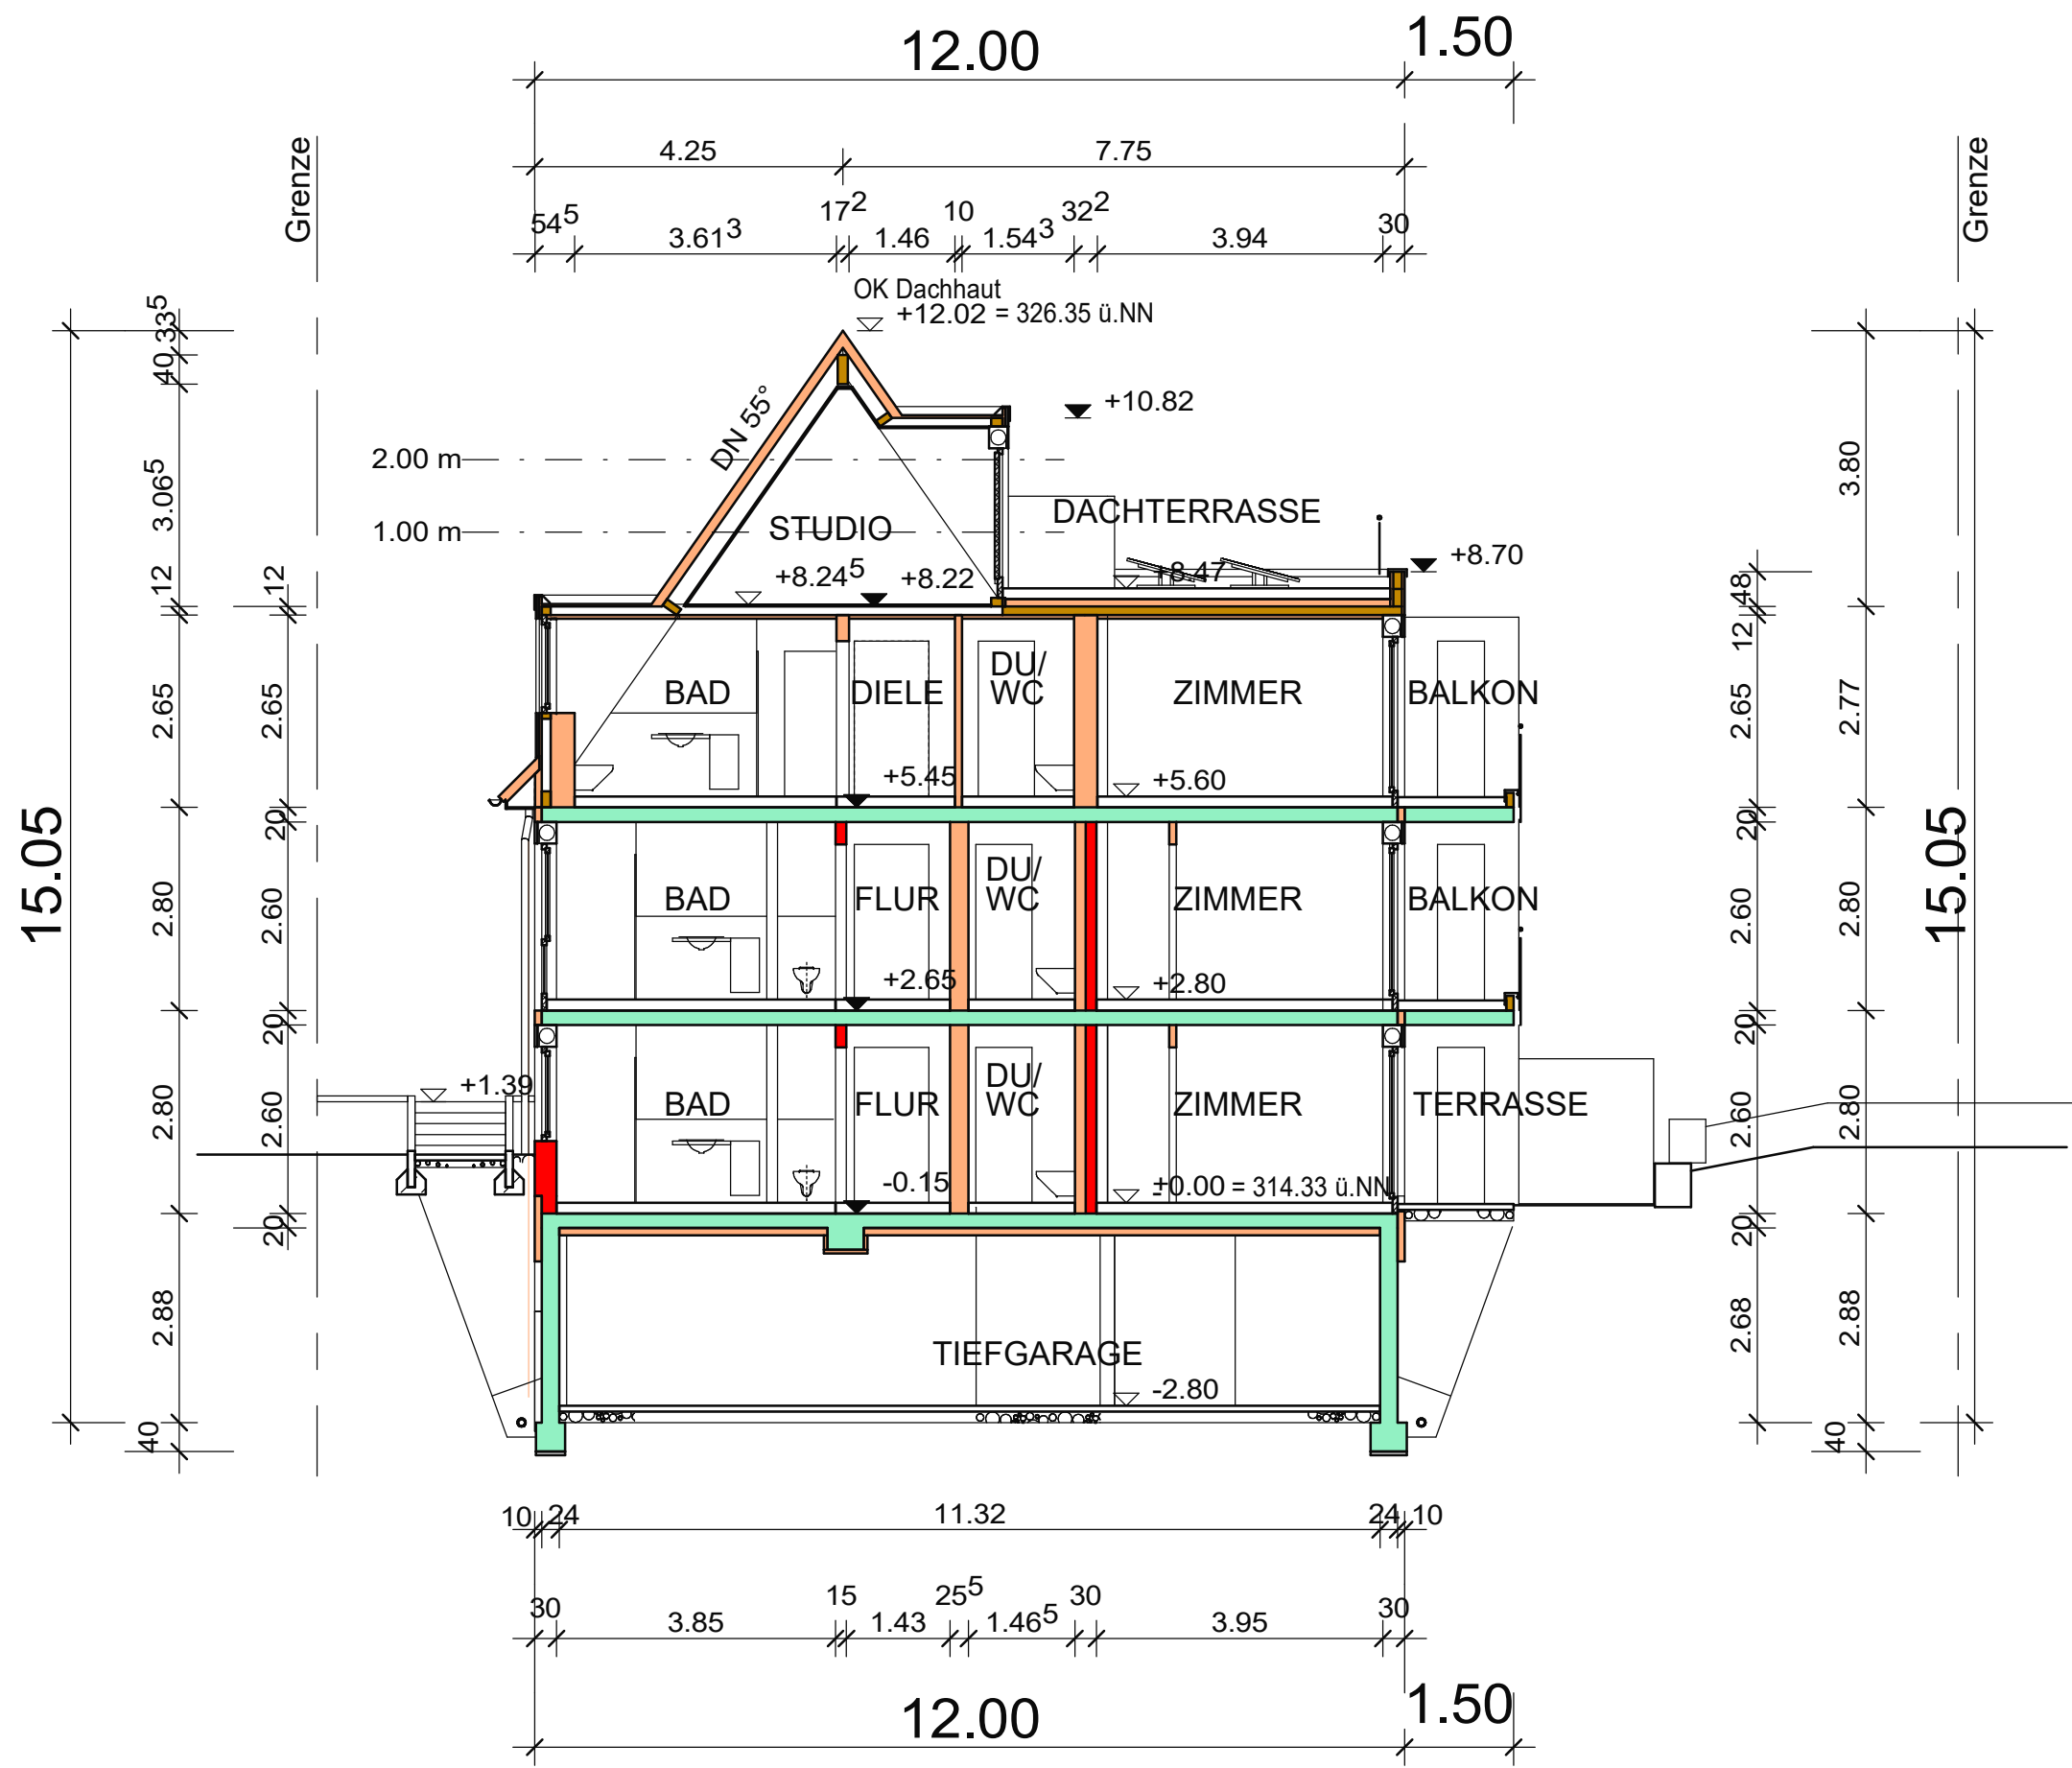 12.00
1.50
4.25
7.75
54⁵
3.61³
17²
1.46
10
1.54³
32²
3.94
30
Grenze
Grenze
OK Dachhaut
+12.02 = 326.35 ü.NN
DN 55°
+10.82
2.00 m
1.00 m
STUDIO
DACHTERRASSE
+8.24⁵
+8.22
+8.47
+8.70
BAD
DIELE
DU/
WC
ZIMMER
BALKON
+5.45
+5.60
BAD
FLUR
DU/
WC
ZIMMER
BALKON
+2.65
+2.80
+1.39
BAD
FLUR
DU/
WC
ZIMMER
TERRASSE
-0.15
±0.00 = 314.33 ü.NN
TIEFGARAGE
-2.80
15.05
33⁵
40
3.06⁵
12
2.65
20
2.80
2.80
20
2.88
40
12
2.65
2.60
20
2.60
48
12
2.65
20
2.60
20
2.60
20
2.68
3.80
2.77
2.80
2.80
2.88
40
15.05
10
24
11.32
24
10
30
3.85
15
1.43
25⁵
1.46⁵
30
3.95
30
12.00
1.50